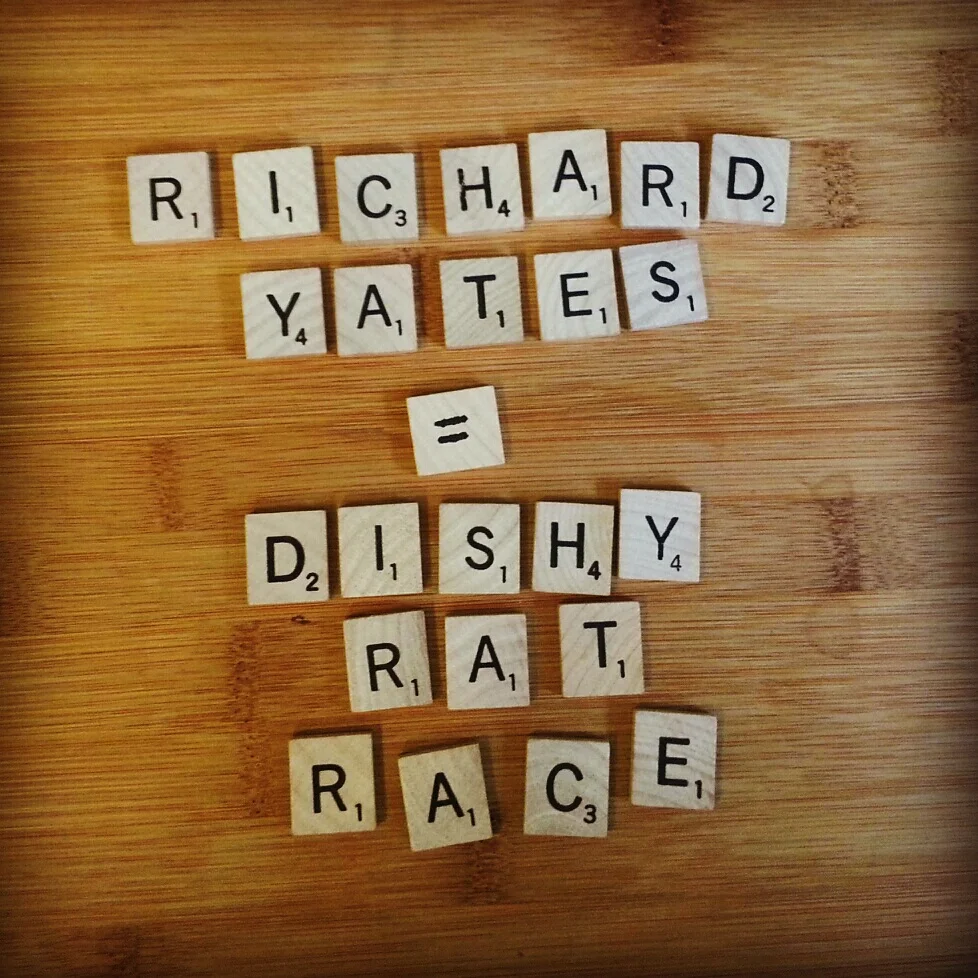 RICHARD
YATES
=
DISHY
RAT
RACE